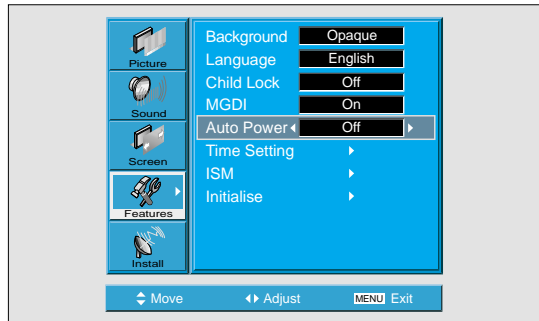 Picture
Sound
Screen
Features
Install
Background Opaque
Language English
Child Lock Off
MGDI On
Auto Power Off
Time Setting
ISM
Initialise
Move Adjust MENU Exit